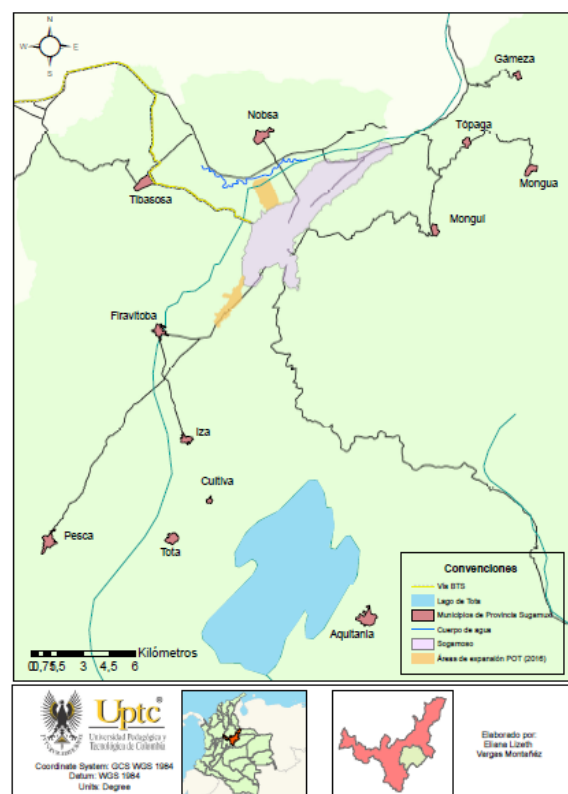 N
W E
S
Gámeza
Nobsa
Tópaga
Mongua
Tibasosa
Monguí
Firavitoba
Iza
Cuitiva
Pesca
Tota
Aquitania
Convenciones
Vía BTS
Lago de Tota
Municipios de Provincia Sugamuxi
Cuerpo de agua
Sogamoso
Áreas de expansión POT (2016)
Kilómetros
0 0,75 1,5 3 4,5 6
Uptc
Universidad Pedagógica y
Tecnológica de Colombia
Coordinate System: GCS WGS 1984
Datum: WGS 1984
Units: Degree
Elaborado por:
Eliana Lizeth
Vargas Montañéz